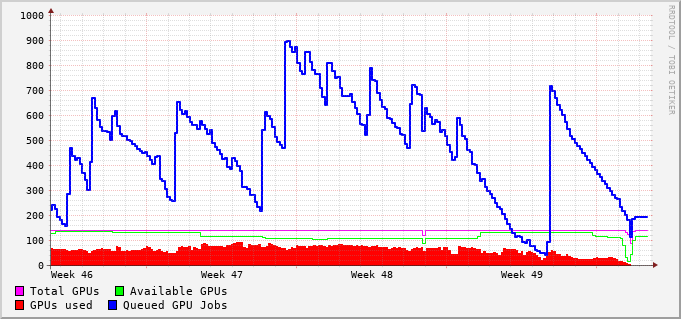 1000
900
800
700
600
500
400
300
200
100
0
Week 46 Week 47 Week 48 Week 49
Total GPUs Available GPUs
GPUs used Queued GPU Jobs
RRDTOOL / TOBI OETIKER